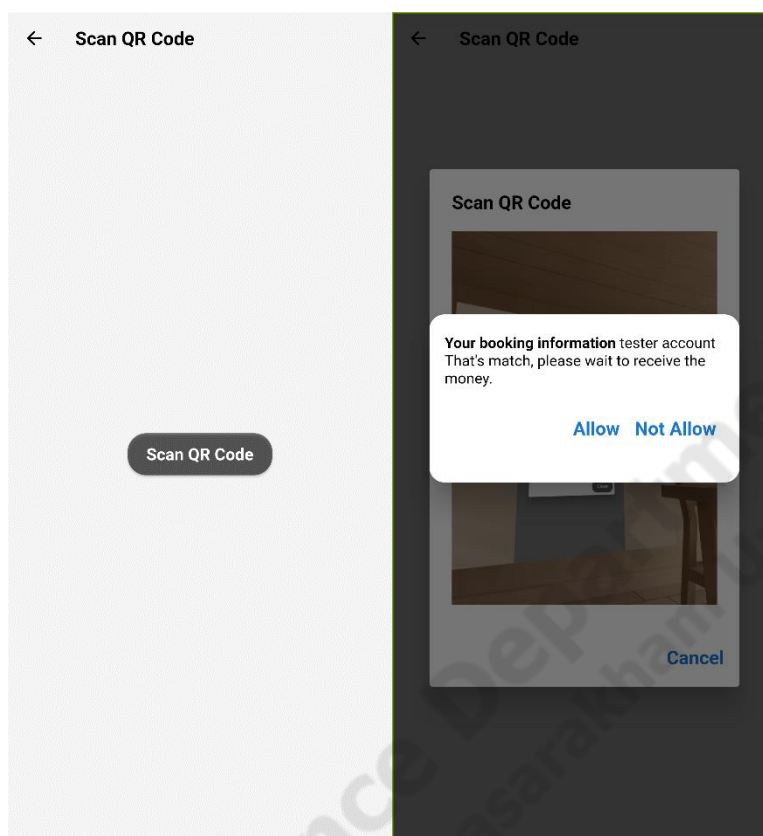 Scan QR Code
Scan QR Code
Scan QR Code
Scan QR Code
Your booking information tester account
That's match, please wait to receive the
money.
Allow Not Allow
Cancel